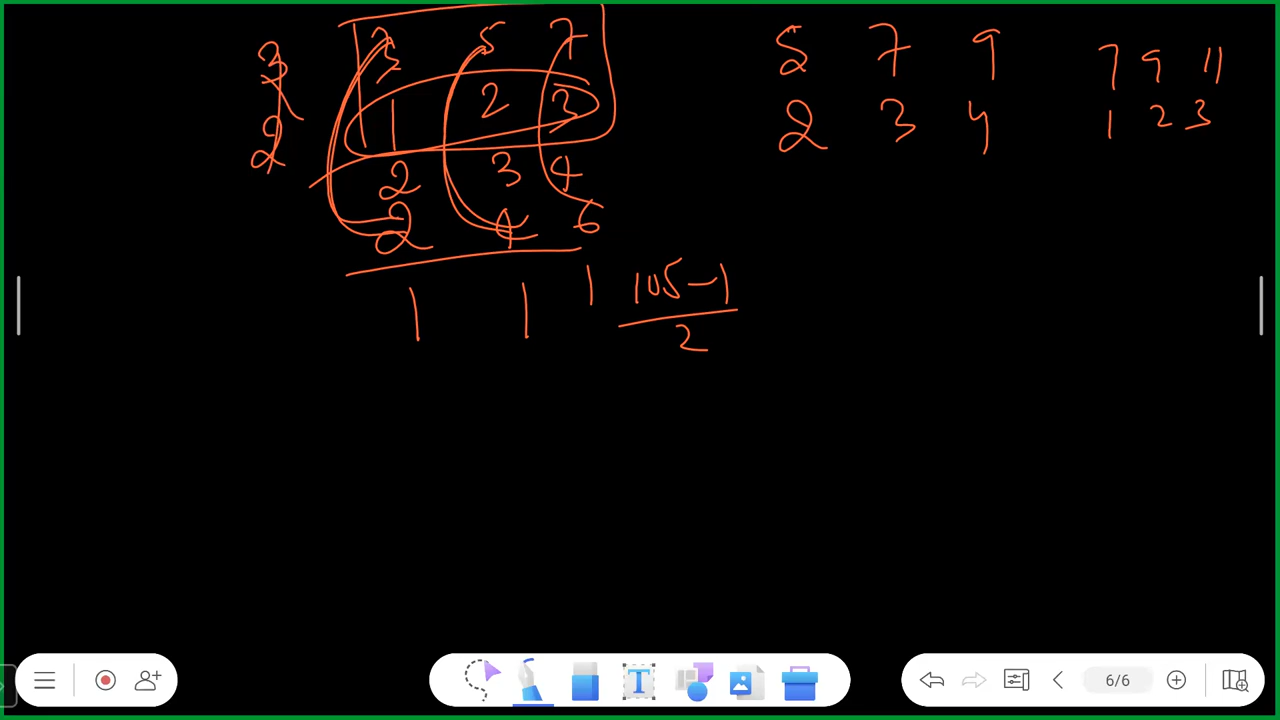 3 3 5 7 5 7 9 7 9 11
2 1 2 3 2 3 4 1 2 3
2 3 4
2 4 6
1 1 1 105-1
2
T 6/6